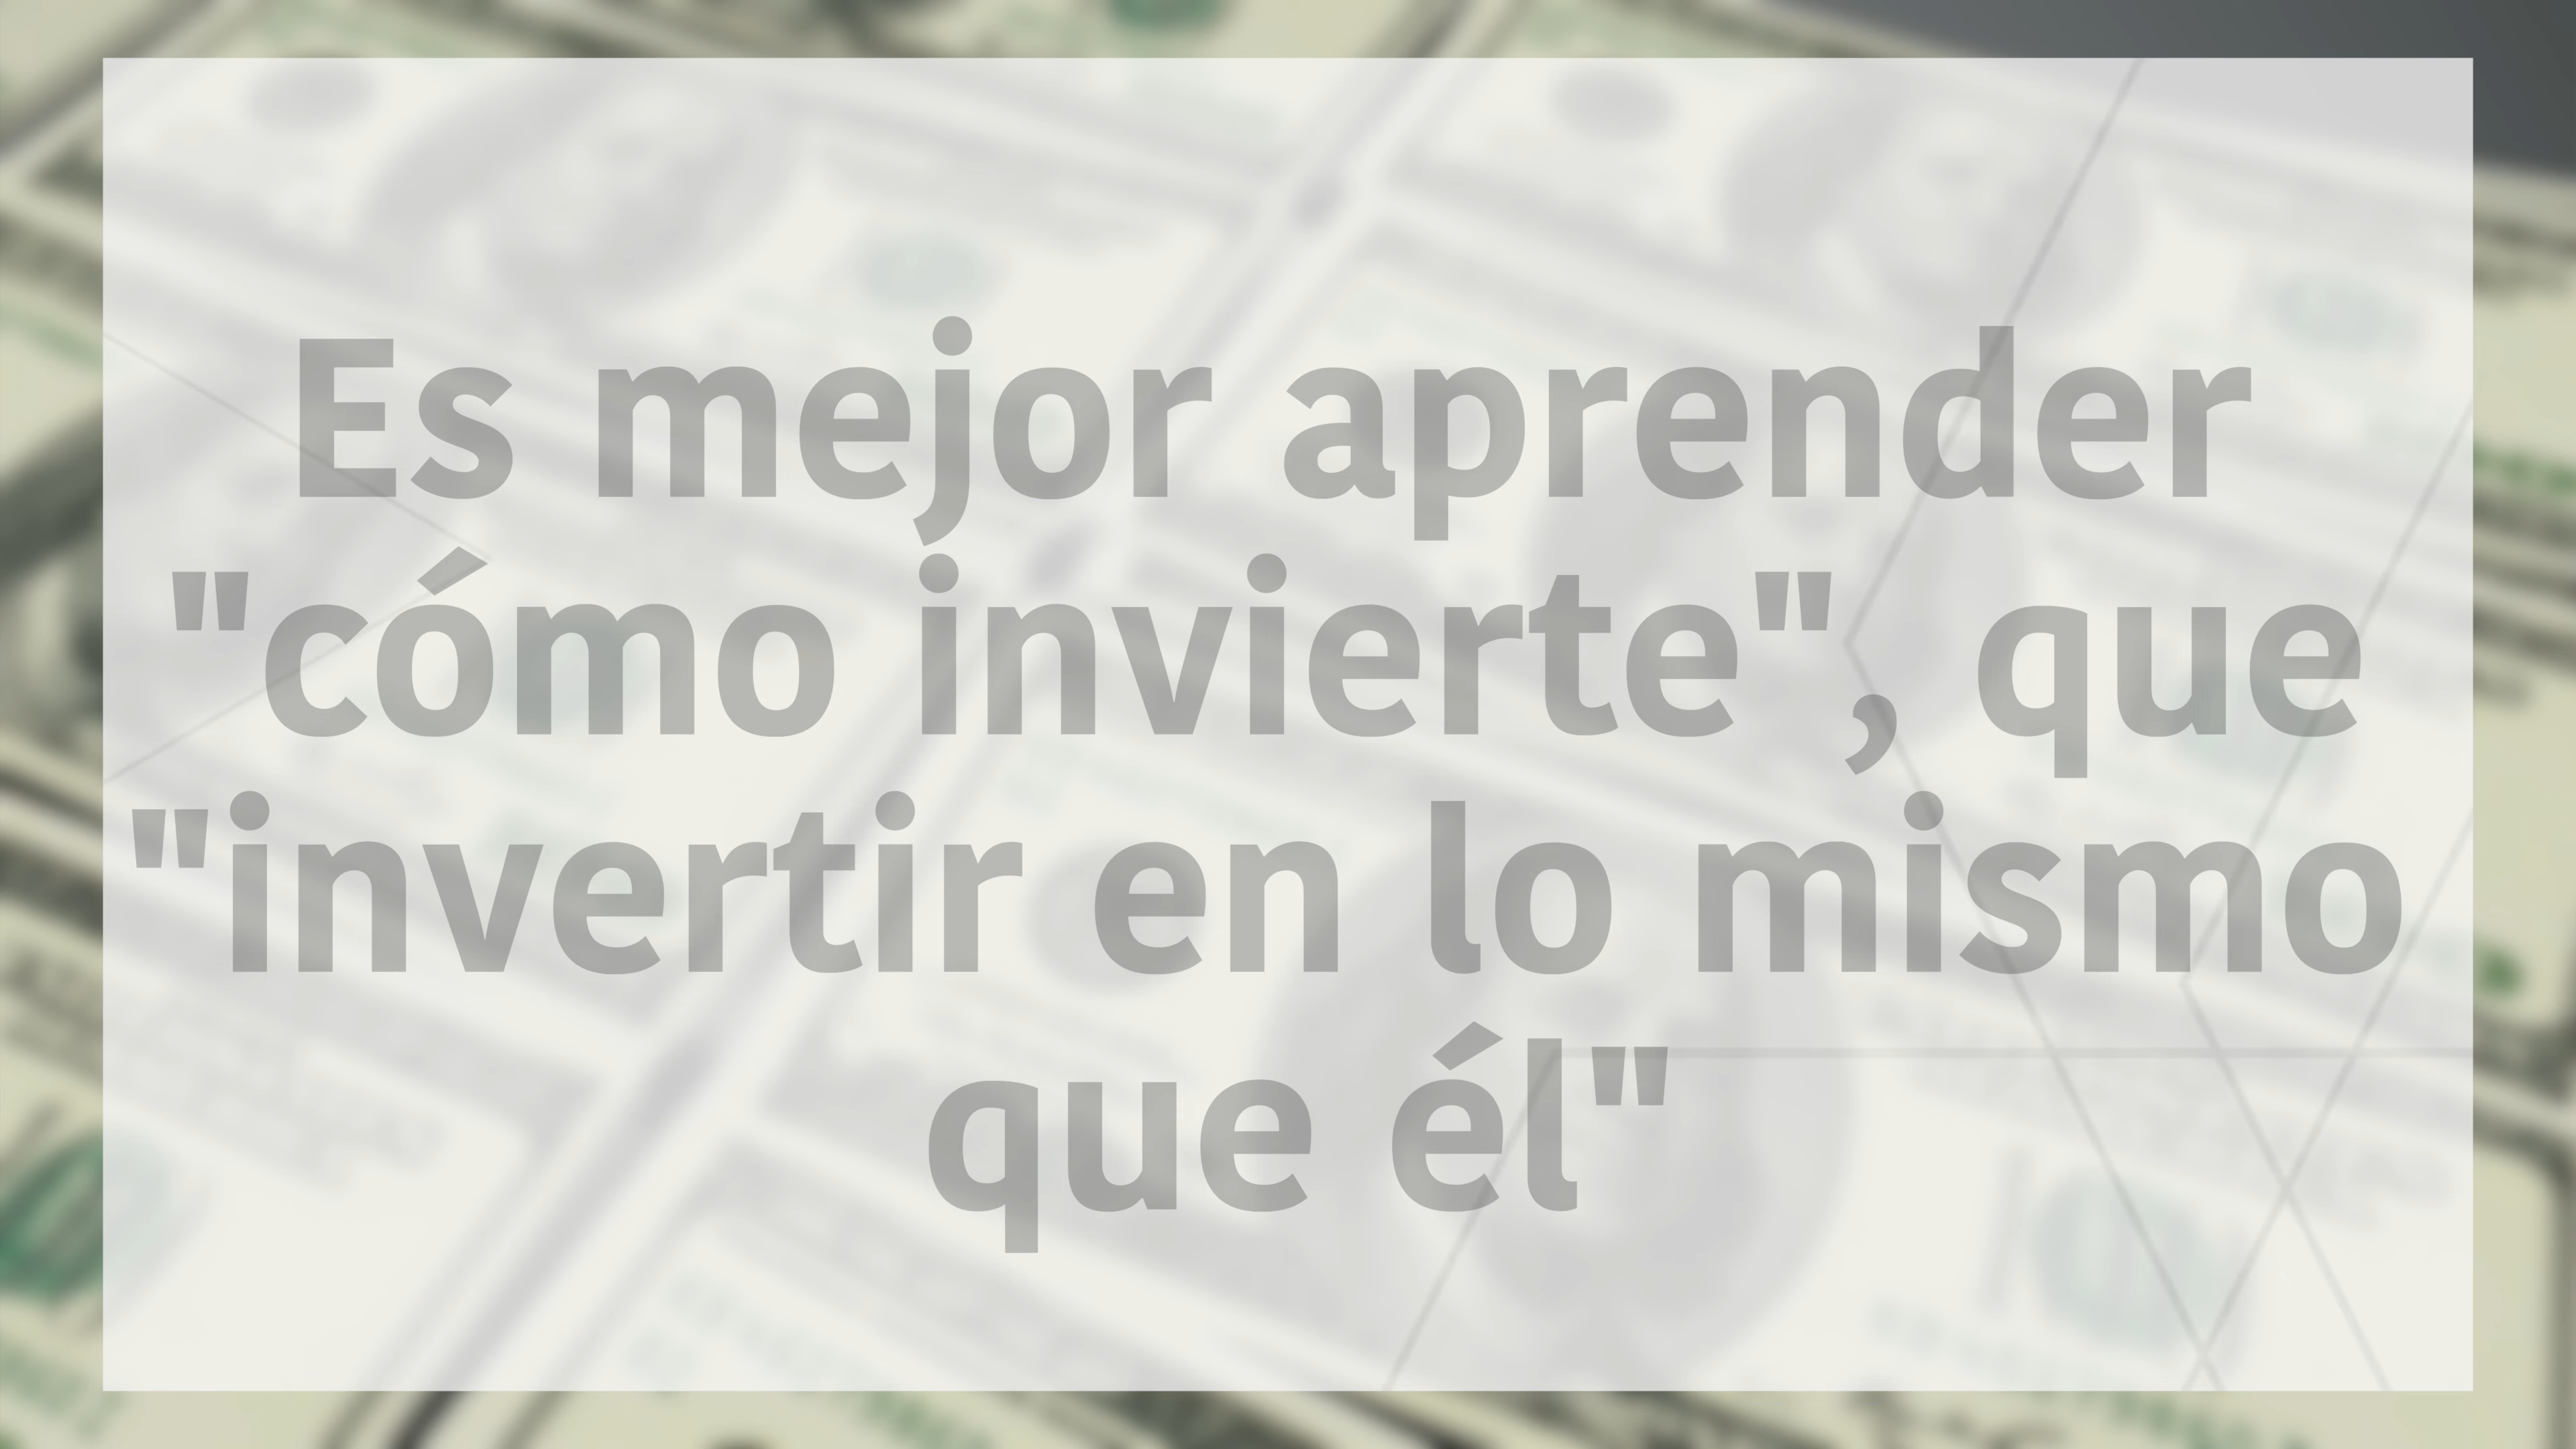 Es mejor aprender
"cómo invierte", que
"invertir en lo mismo
que él"